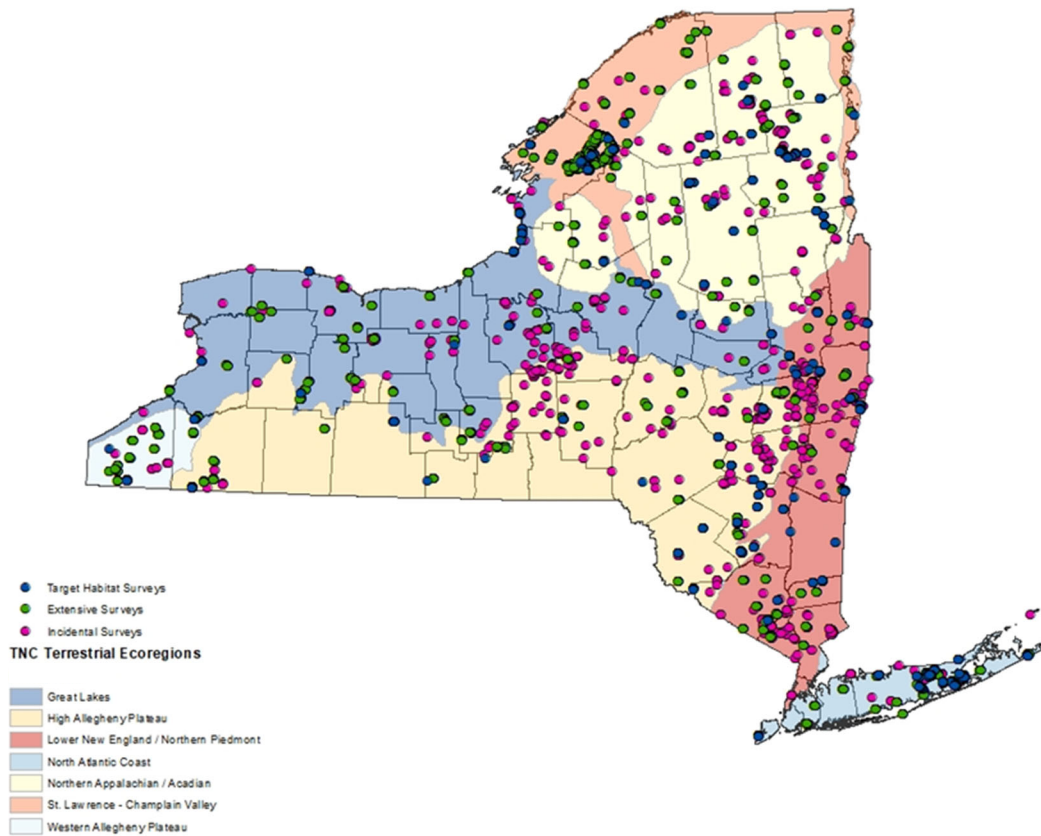 Target Habitat Surveys
Extensive Surveys
Incidental Surveys
TNC Terrestrial Ecoregions
Great Lakes
High Allegheny Plateau
Lower New England / Northern Piedmont
North Atlantic Coast
Northern Appalachian / Acadian
St. Lawrence - Champlain Valley
Western Allegheny Plateau